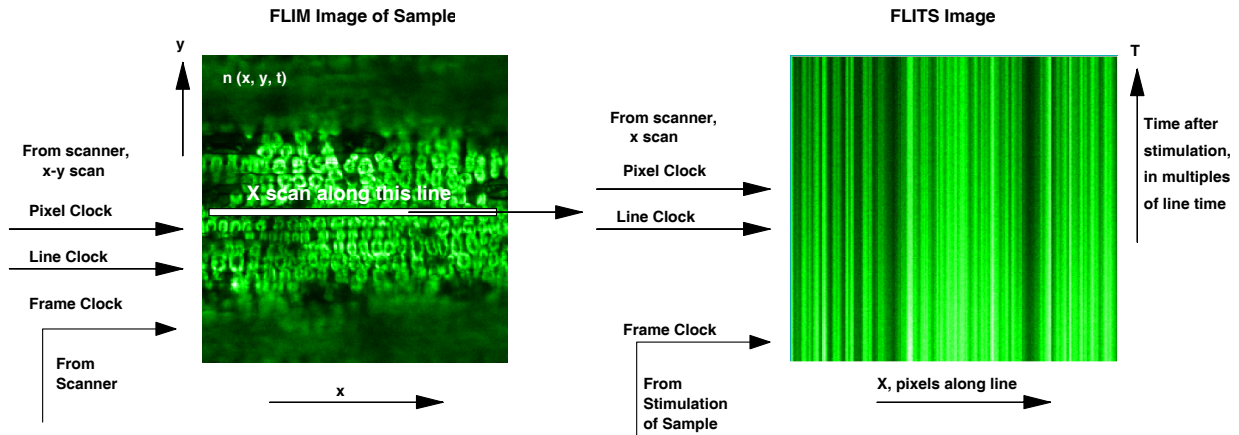 FLIM Image of Sample
y
n (x, y, t)
From scanner,
x-y scan
X scan along this line
Pixel Clock
Line Clock
Frame Clock
From
Scanner
x
FLITS Image
T
From scanner,
x scan
Pixel Clock
Line Clock
Time after
stimulation,
in multiples
of line time
Frame Clock
From
Stimulation
of Sample
X, pixels along line